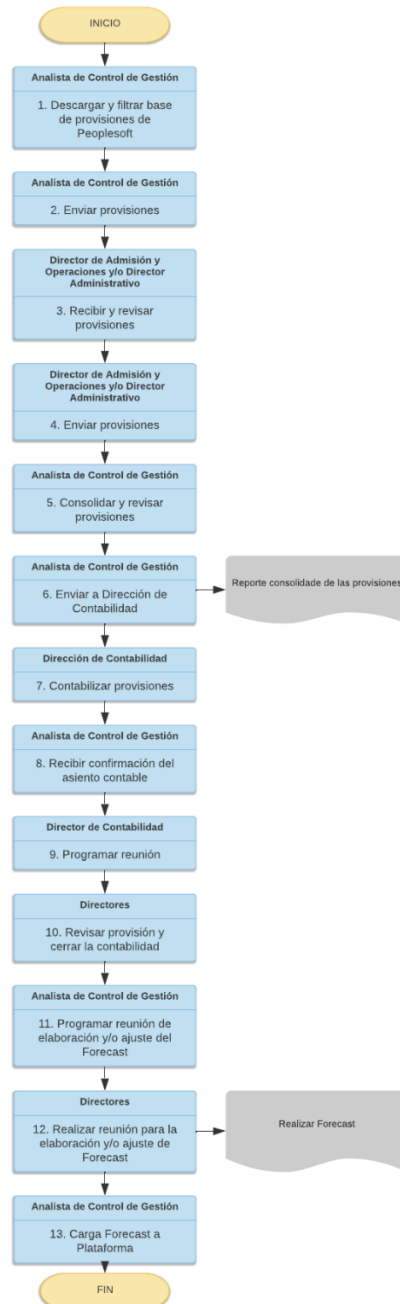 INICIO
Analista de Control de Gestión
1. Descargar y filtrar base
de provisiones de
Peoplesoft
Analista de Control de Gestión
2. Enviar provisiones
Director de Admisión y
Operaciones y/o Director
Administrativo
3. Recibir y revisar
provisiones
Director de Admisión y
Operaciones y/o Director
Administrativo
4. Enviar provisiones
Analista de Control de Gestión
5. Consolidar y revisar
provisiones
Analista de Control de Gestión
6. Enviar a Dirección de
Contabilidad
Reporte consolidade de las provisiones
Dirección de Contabilidad
7. Contabilizar provisiones
Analista de Control de Gestión
8. Recibir confirmación del
asiento contable
Director de Contabilidad
9. Programar reunión
Directores
10. Revisar provisión y
cerrar la contabilidad
Analista de Control de Gestión
11. Programar reunión de
elaboración y/o ajuste del
Forecast
Directores
12. Realizar reunión para la
elaboración y/o ajuste de
Forecast
Realizar Forecast
Analista de Control de Gestión
13. Carga Forecast a
Plataforma
FIN